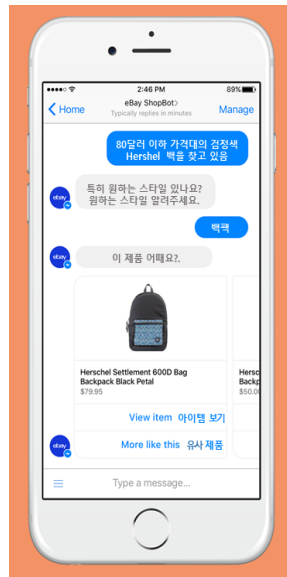 2:46 PM
89%
Home
eBay ShopBot>
Manage
Typically replies in minutes
80달러 이하 가격대의 검정색
Hershel 백을 찾고 있음
특히 원하는 스타일 있나요?
원하는 스타일 말려주세요.
ebay
백팩
ebay
이 제품 어때요?,
Herschel Settlement 600D Bag
Backpack Black Petal
$79.95
Hersc
Backp
$50.0
View item 아이탬 보기
More like this 유사 제품
ebay
Type a message...